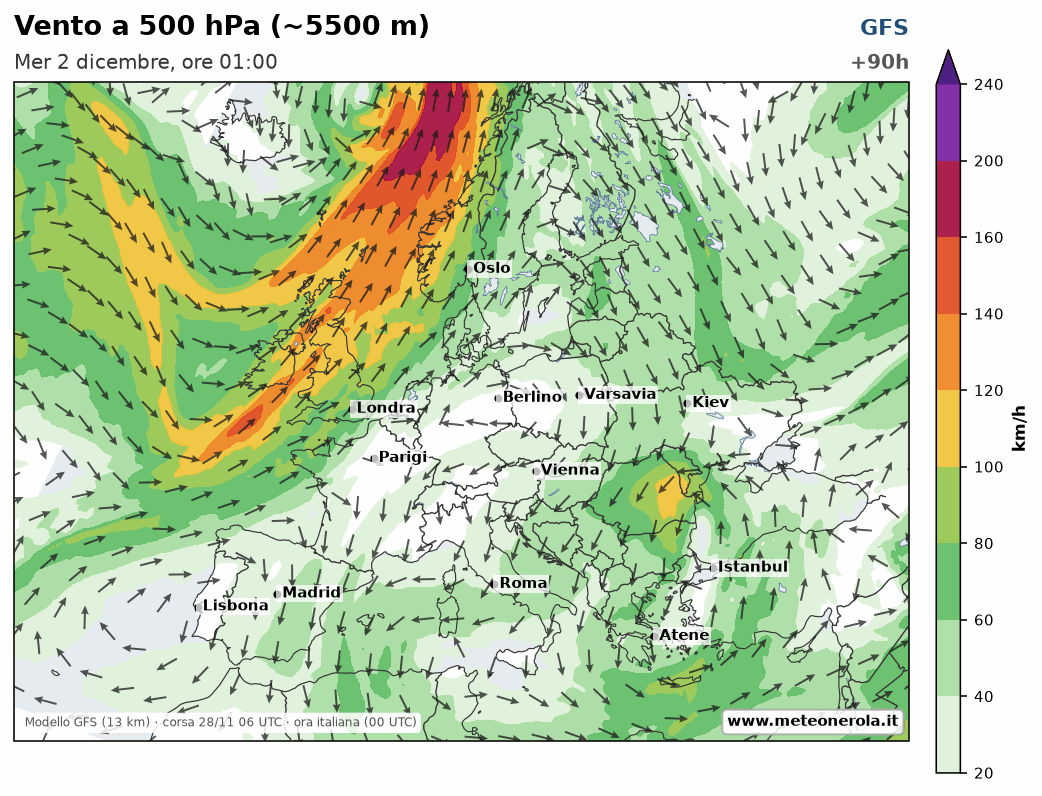 Vento a 500 hPa (~5500 m)
GFS
Mer 2 dicembre, ore 01:00
+90h
240
200
160
140
120
100
80
60
40
20
km/h
Oslo
Berlino
Varsavia
Kiev
Londra
Parigi
Vienna
Istanbul
Roma
Madrid
Lisbona
Atene
Modello GFS (13 km) · corsa 28/11 06 UTC · ora italiana (00 UTC)
www.meteonerola.it